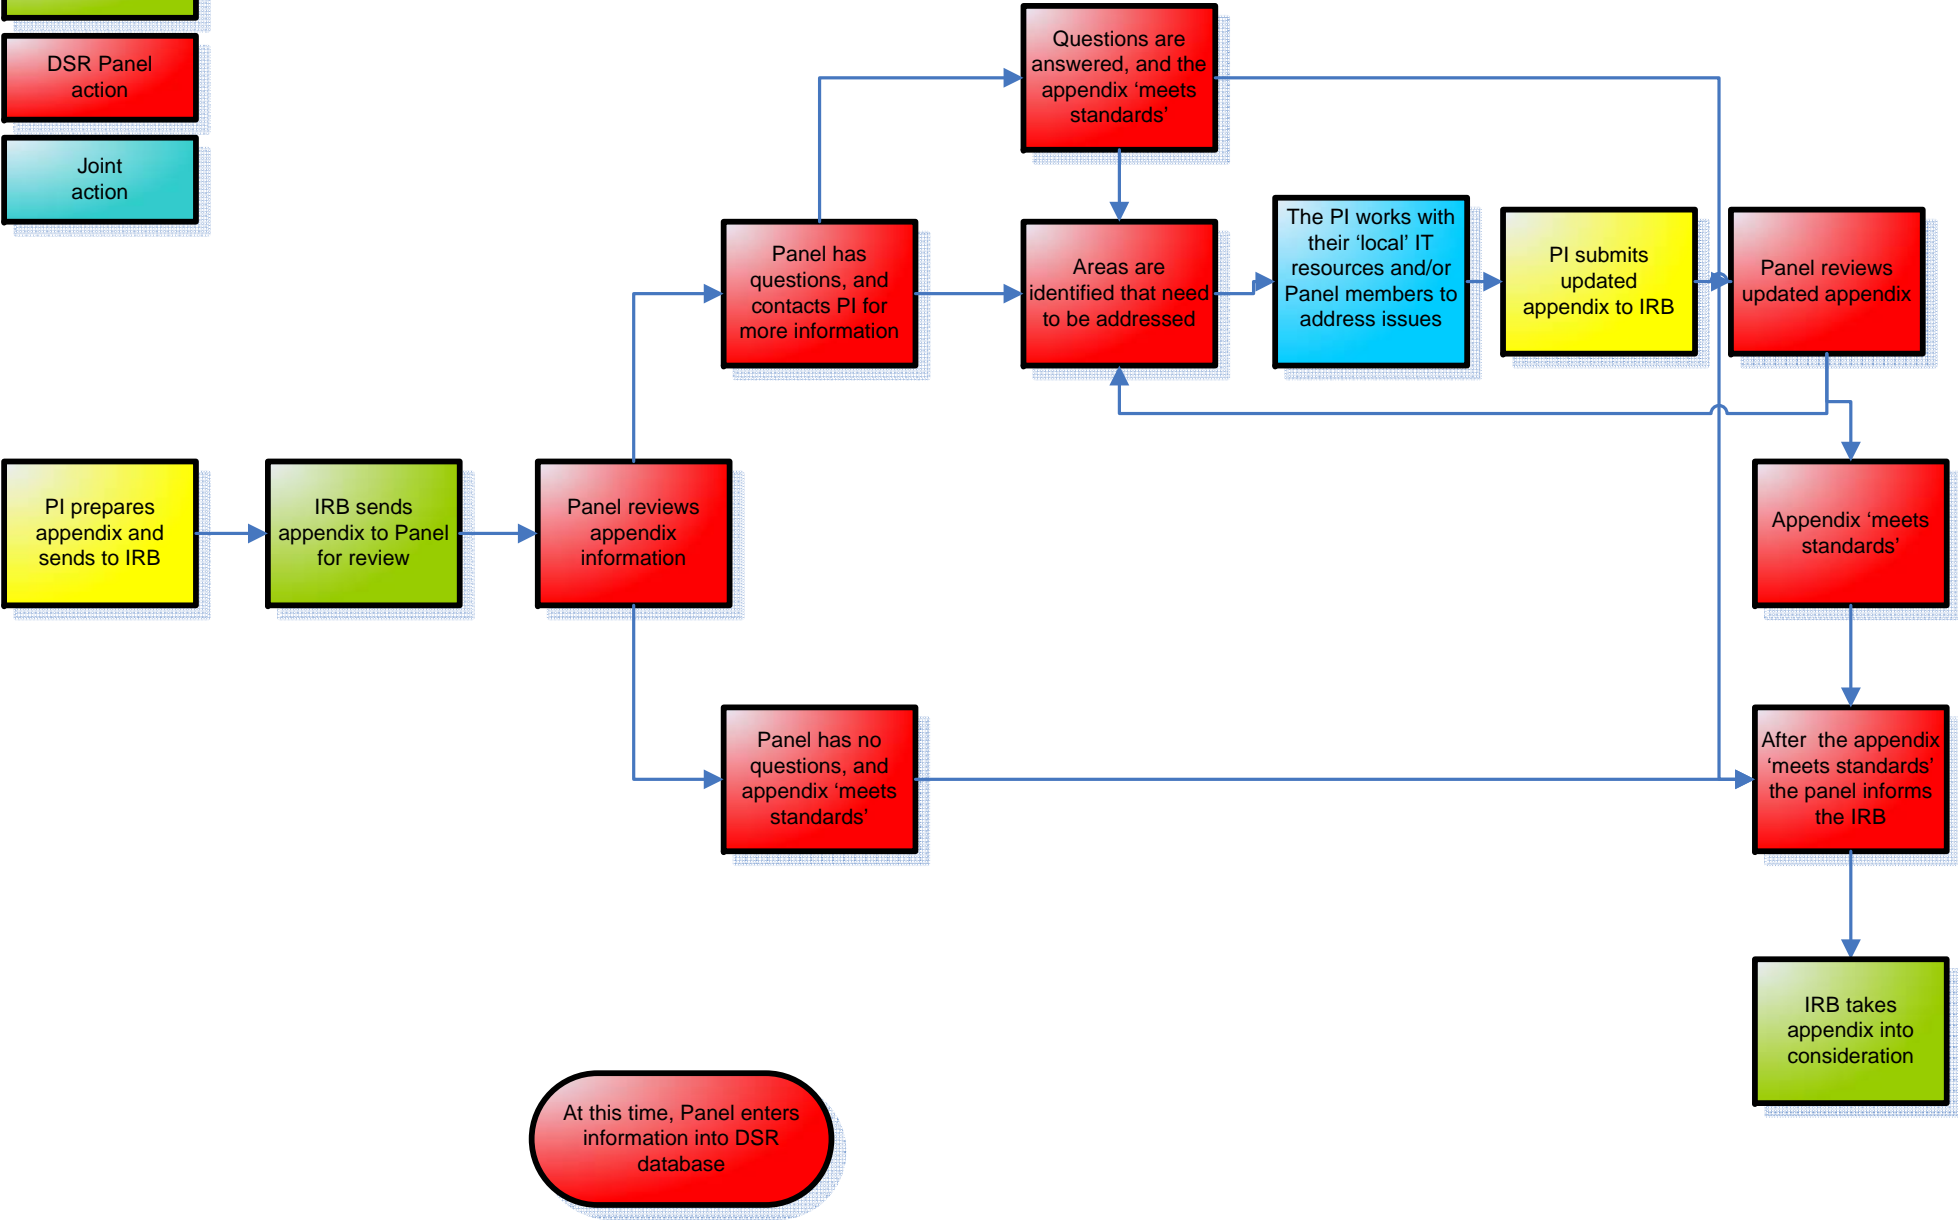 DSR Panel
action
Joint
action
Questions are
answered, and the
appendix ‘meets
standards’
Panel has
questions, and
contacts PI for
more information
Areas are
identified that need
to be addressed
The PI works with
their ‘local’ IT
resources and/or
Panel members to
address issues
PI submits
updated
appendix to IRB
Panel reviews
updated appendix
PI prepares
appendix and
sends to IRB
IRB sends
appendix to Panel
for review
Panel reviews
appendix
information
Appendix ‘meets
standards’
Panel has no
questions, and
appendix ‘meets
standards’
After the appendix
‘meets standards’
the panel informs
the IRB
IRB takes
appendix into
consideration
At this time, Panel enters
information into DSR
database